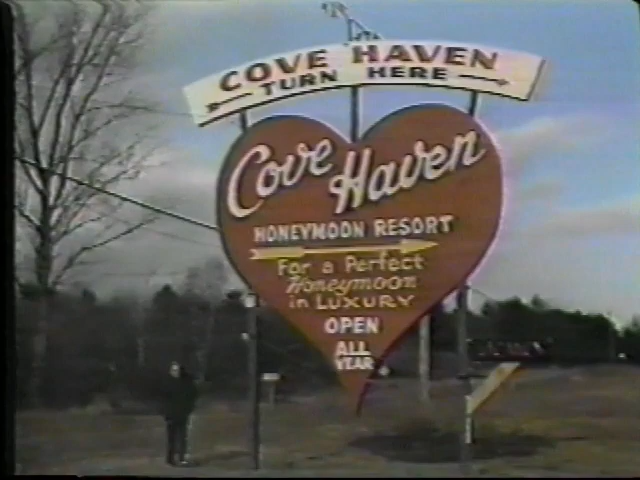 COVE HAVEN
TURN HERE
Cove Haven
HONEYMOON RESORT
For a Perfect
Honeymoon
in LUXURY
OPEN
ALL
YEAR